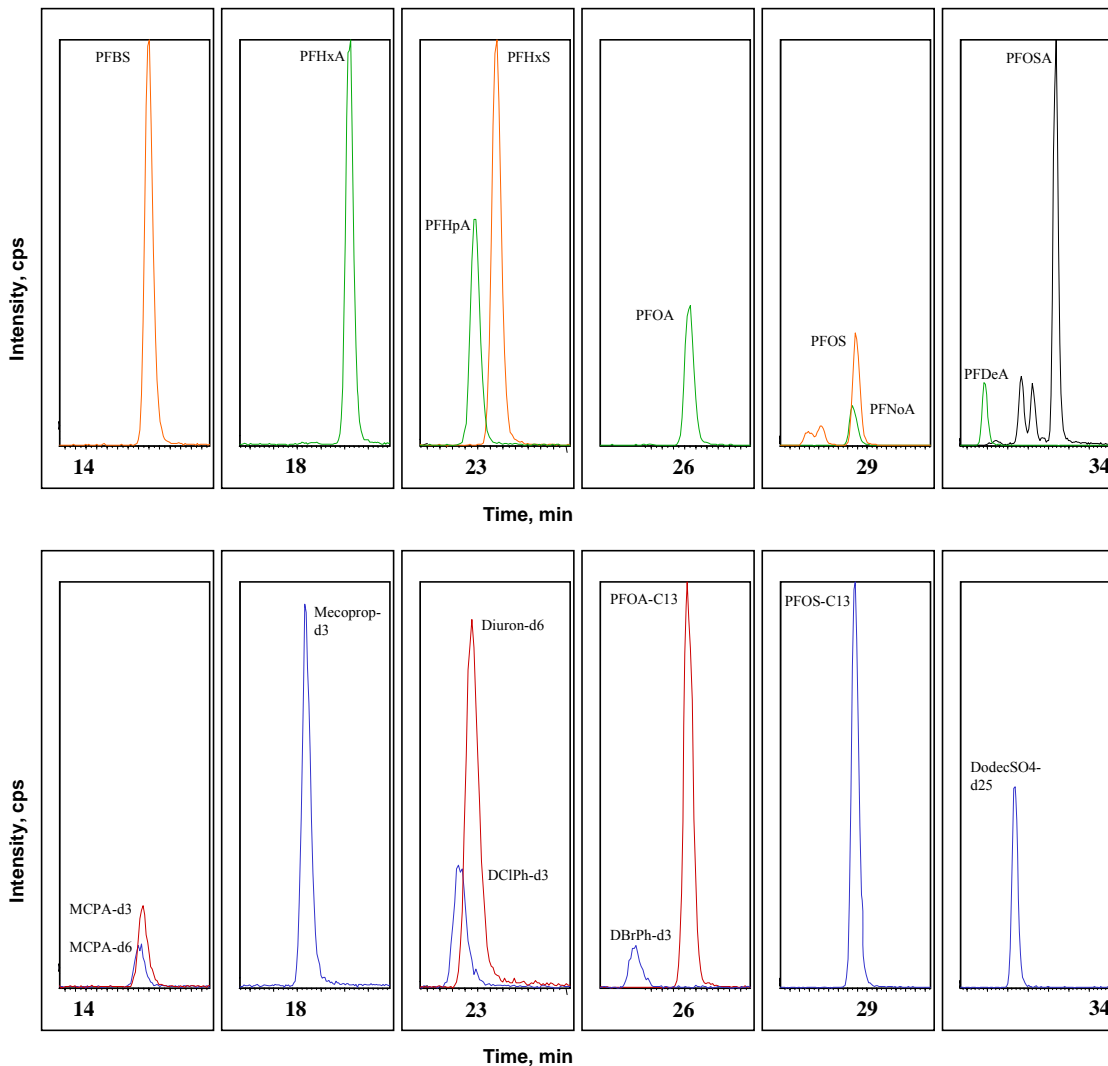 PFBS
PFHxA
PFHxS
PFHpA
PFOA
PFOS
PFNoA
PFOSA
PFDeA
Intensity, cps
14
18
23
26
29
34
Time, min
Mecoprop-
d3
Diuron-d6
PFOA-C13
PFOS-C13
DodecSO4-
d25
DClPh-d3
MCPA-d3
MCPA-d6
DBrPh-d3
Intensity, cps
14
18
23
26
29
34
Time, min